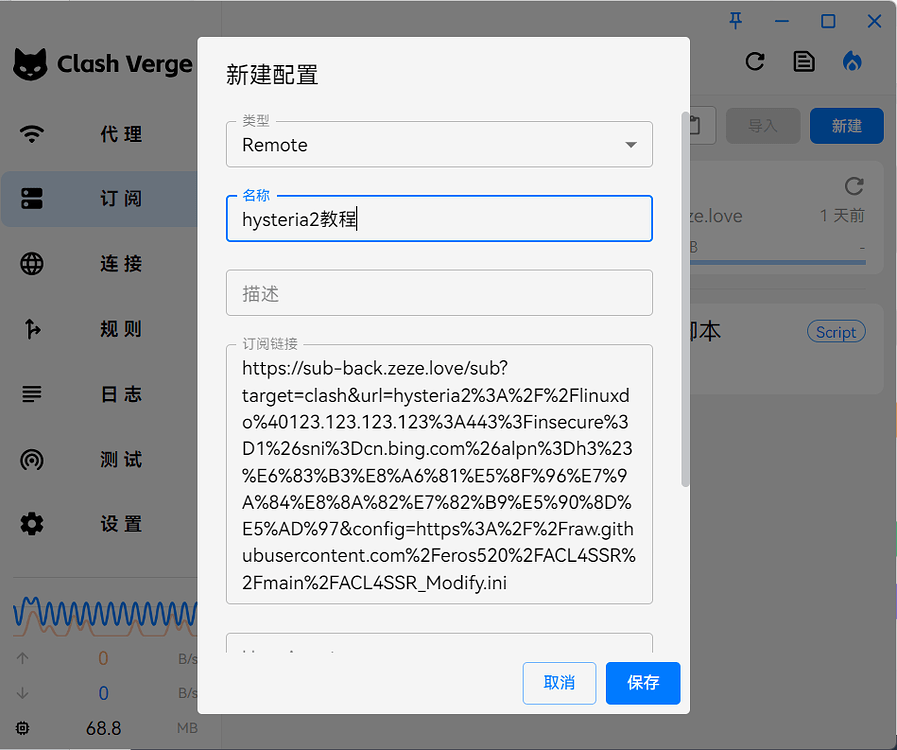 Clash Verge
代 理
订 阅
连 接
规 则
日 志
测 试
设 置
0
B/s
0
B/s
68.8
MB
导入
新建
ze.love
1 天前
B
-
脚本
Script
新建配置
类型
Remote
名称
hysteria2教程
描述
订阅链接
https://sub-back.zeze.love/sub?
target=clash&url=hysteria2%3A%2F%2Flinuxd
o%40123.123.123.123%3A443%3Finsecure%3
D1%26sni%3Dcn.bing.com%26alpn%3Dh3%23
%E6%83%B3%E8%A6%81%E5%8F%96%E7%9
A%84%E8%8A%82%E7%82%B9%E5%90%8D%
E5%AD%97&config=https%3A%2F%2Fraw.gith
ubusercontent.com%2Feros520%2FACL4SSR%
2Fmain%2FACL4SSR_Modify.ini
取消
保存